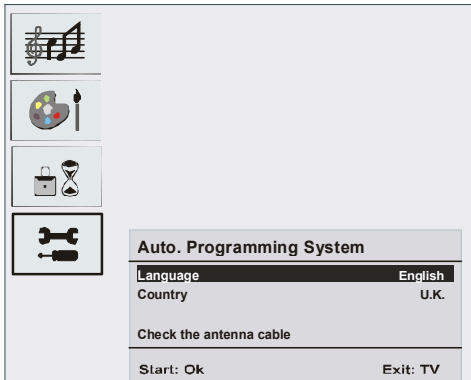 Auto. Programming System
Language English
Country U.K.
Check the antenna cable
Start: Ok Exit: TV